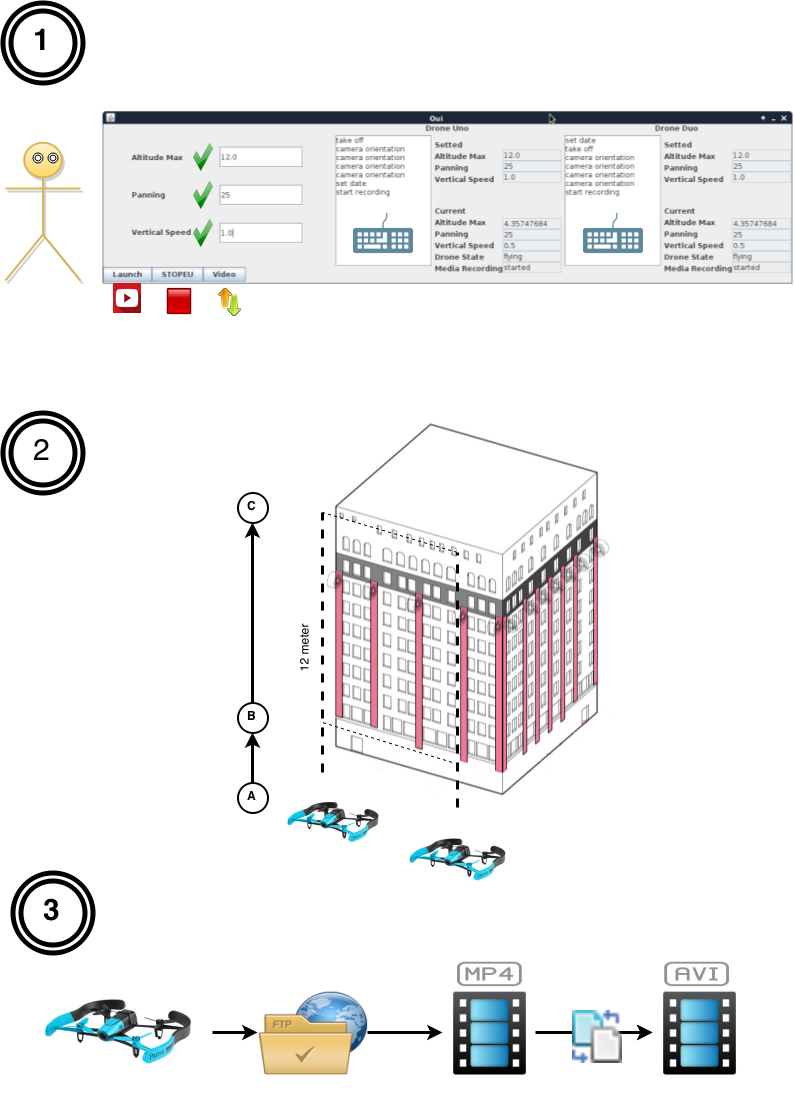 1
Oui
Drone Uno
Drone Duo
Altitude Max
12.0
Panning
25
Vertical Speed
1.0
Launch
STOPEU
Video
take off
camera orientation
camera orientation
camera orientation
camera orientation
set date
start recording
Setted
Altitude Max 12.0
Panning 25
Vertical Speed 1.0
Current
Altitude Max 4.35747684
Panning 25
Vertical Speed 0.5
Drone State flying
Media Recording started
set date
take off
camera orientation
camera orientation
camera orientation
camera orientation
start recording
Setted
Altitude Max 12.0
Panning 25
Vertical Speed 1.0
Current
Altitude Max 4.35747684
Panning 25
Vertical Speed 0.5
Drone State flying
Media Recording started
2
C
12 meter
B
A
3
MP4
AVI
FTP